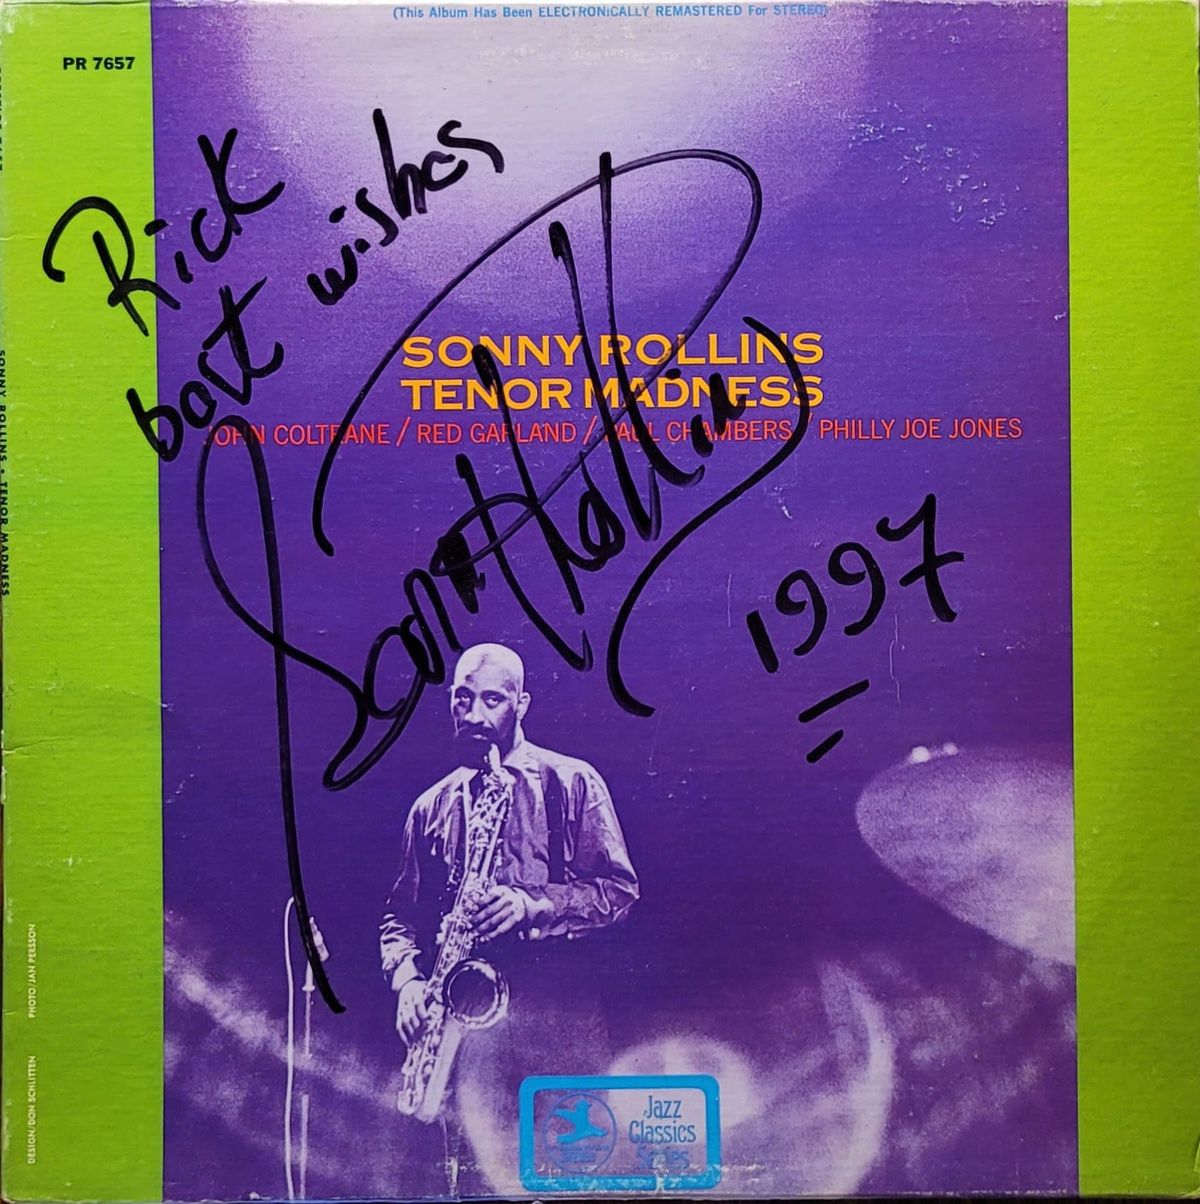 (This Album Has Been ELECTRONICALLY REMASTERED For STEREO)
PR 7657
Rick
best wishes
SONNY ROLLINS
TENOR MADNESS
JOHN COLTRANE / RED GARLAND / PAUL CHAMBERS / PHILLY JOE JONES
Sonny Rollins
1997
SONNY ROLLINS • TENOR MADNESS
PHOTO/JAN PERSSON
DESIGN/DON SCHLITTEN
Jazz
Classics
Series